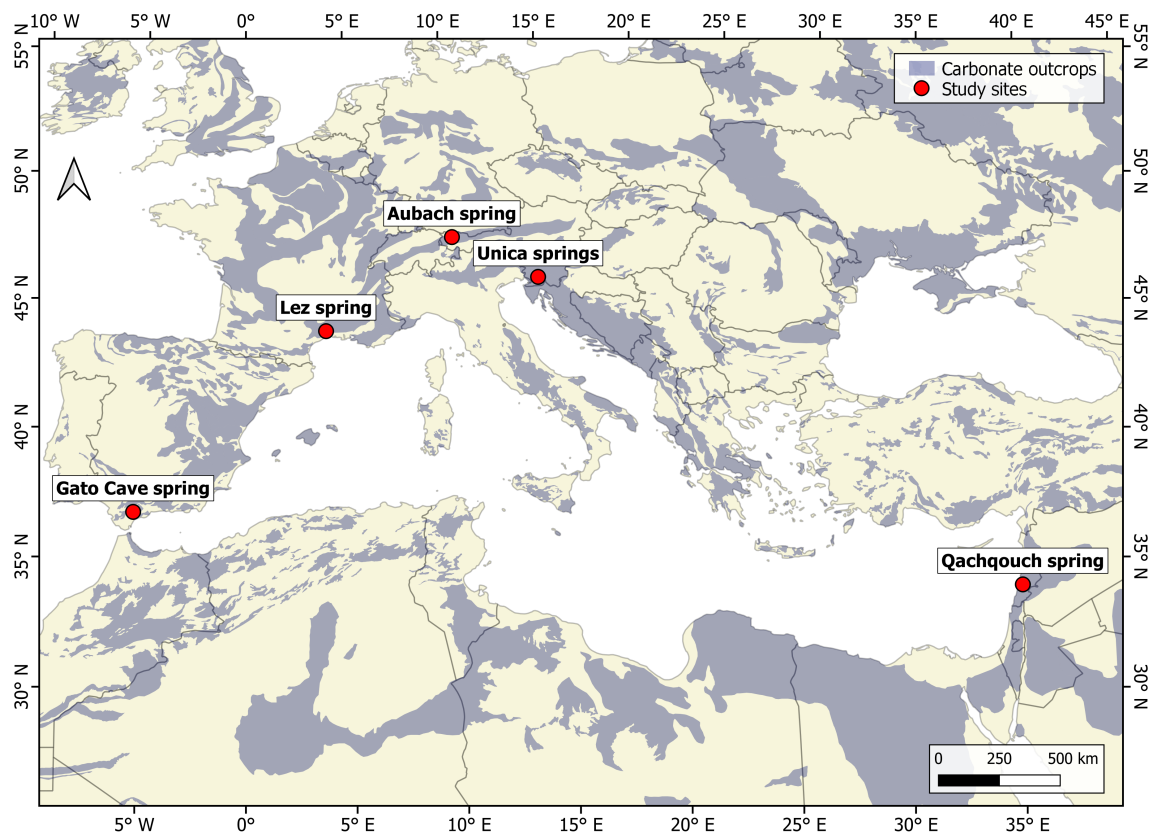 10° W 5° W 0° 5° E 10° E 15° E 20° E 25° E 30° E 35° E 40° E 45° E
55° N 55° N
Carbonate outcrops
Study sites
50° N 50° N
Aubach spring
Unica springs
45° N 45° N
Lez spring
40° N 40° N
Gato Cave spring
35° N 35° N
Qachqouch spring
30° N 30° N
0 250 500 km
5° W 0° 5° E 10° E 15° E 20° E 25° E 30° E 35° E